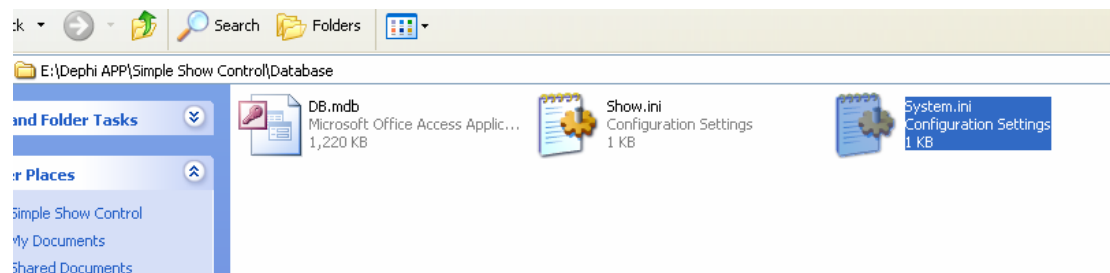 Search Folders
E:\Dephi APP\Simple Show Control\Database
and Folder Tasks
Places
Simple Show Control
My Documents
Shared Documents
DB.mdb
Microsoft Office Access Applic...
1,220 KB
Show.ini
Configuration Settings
1 KB
System.ini
Configuration Settings
1 KB